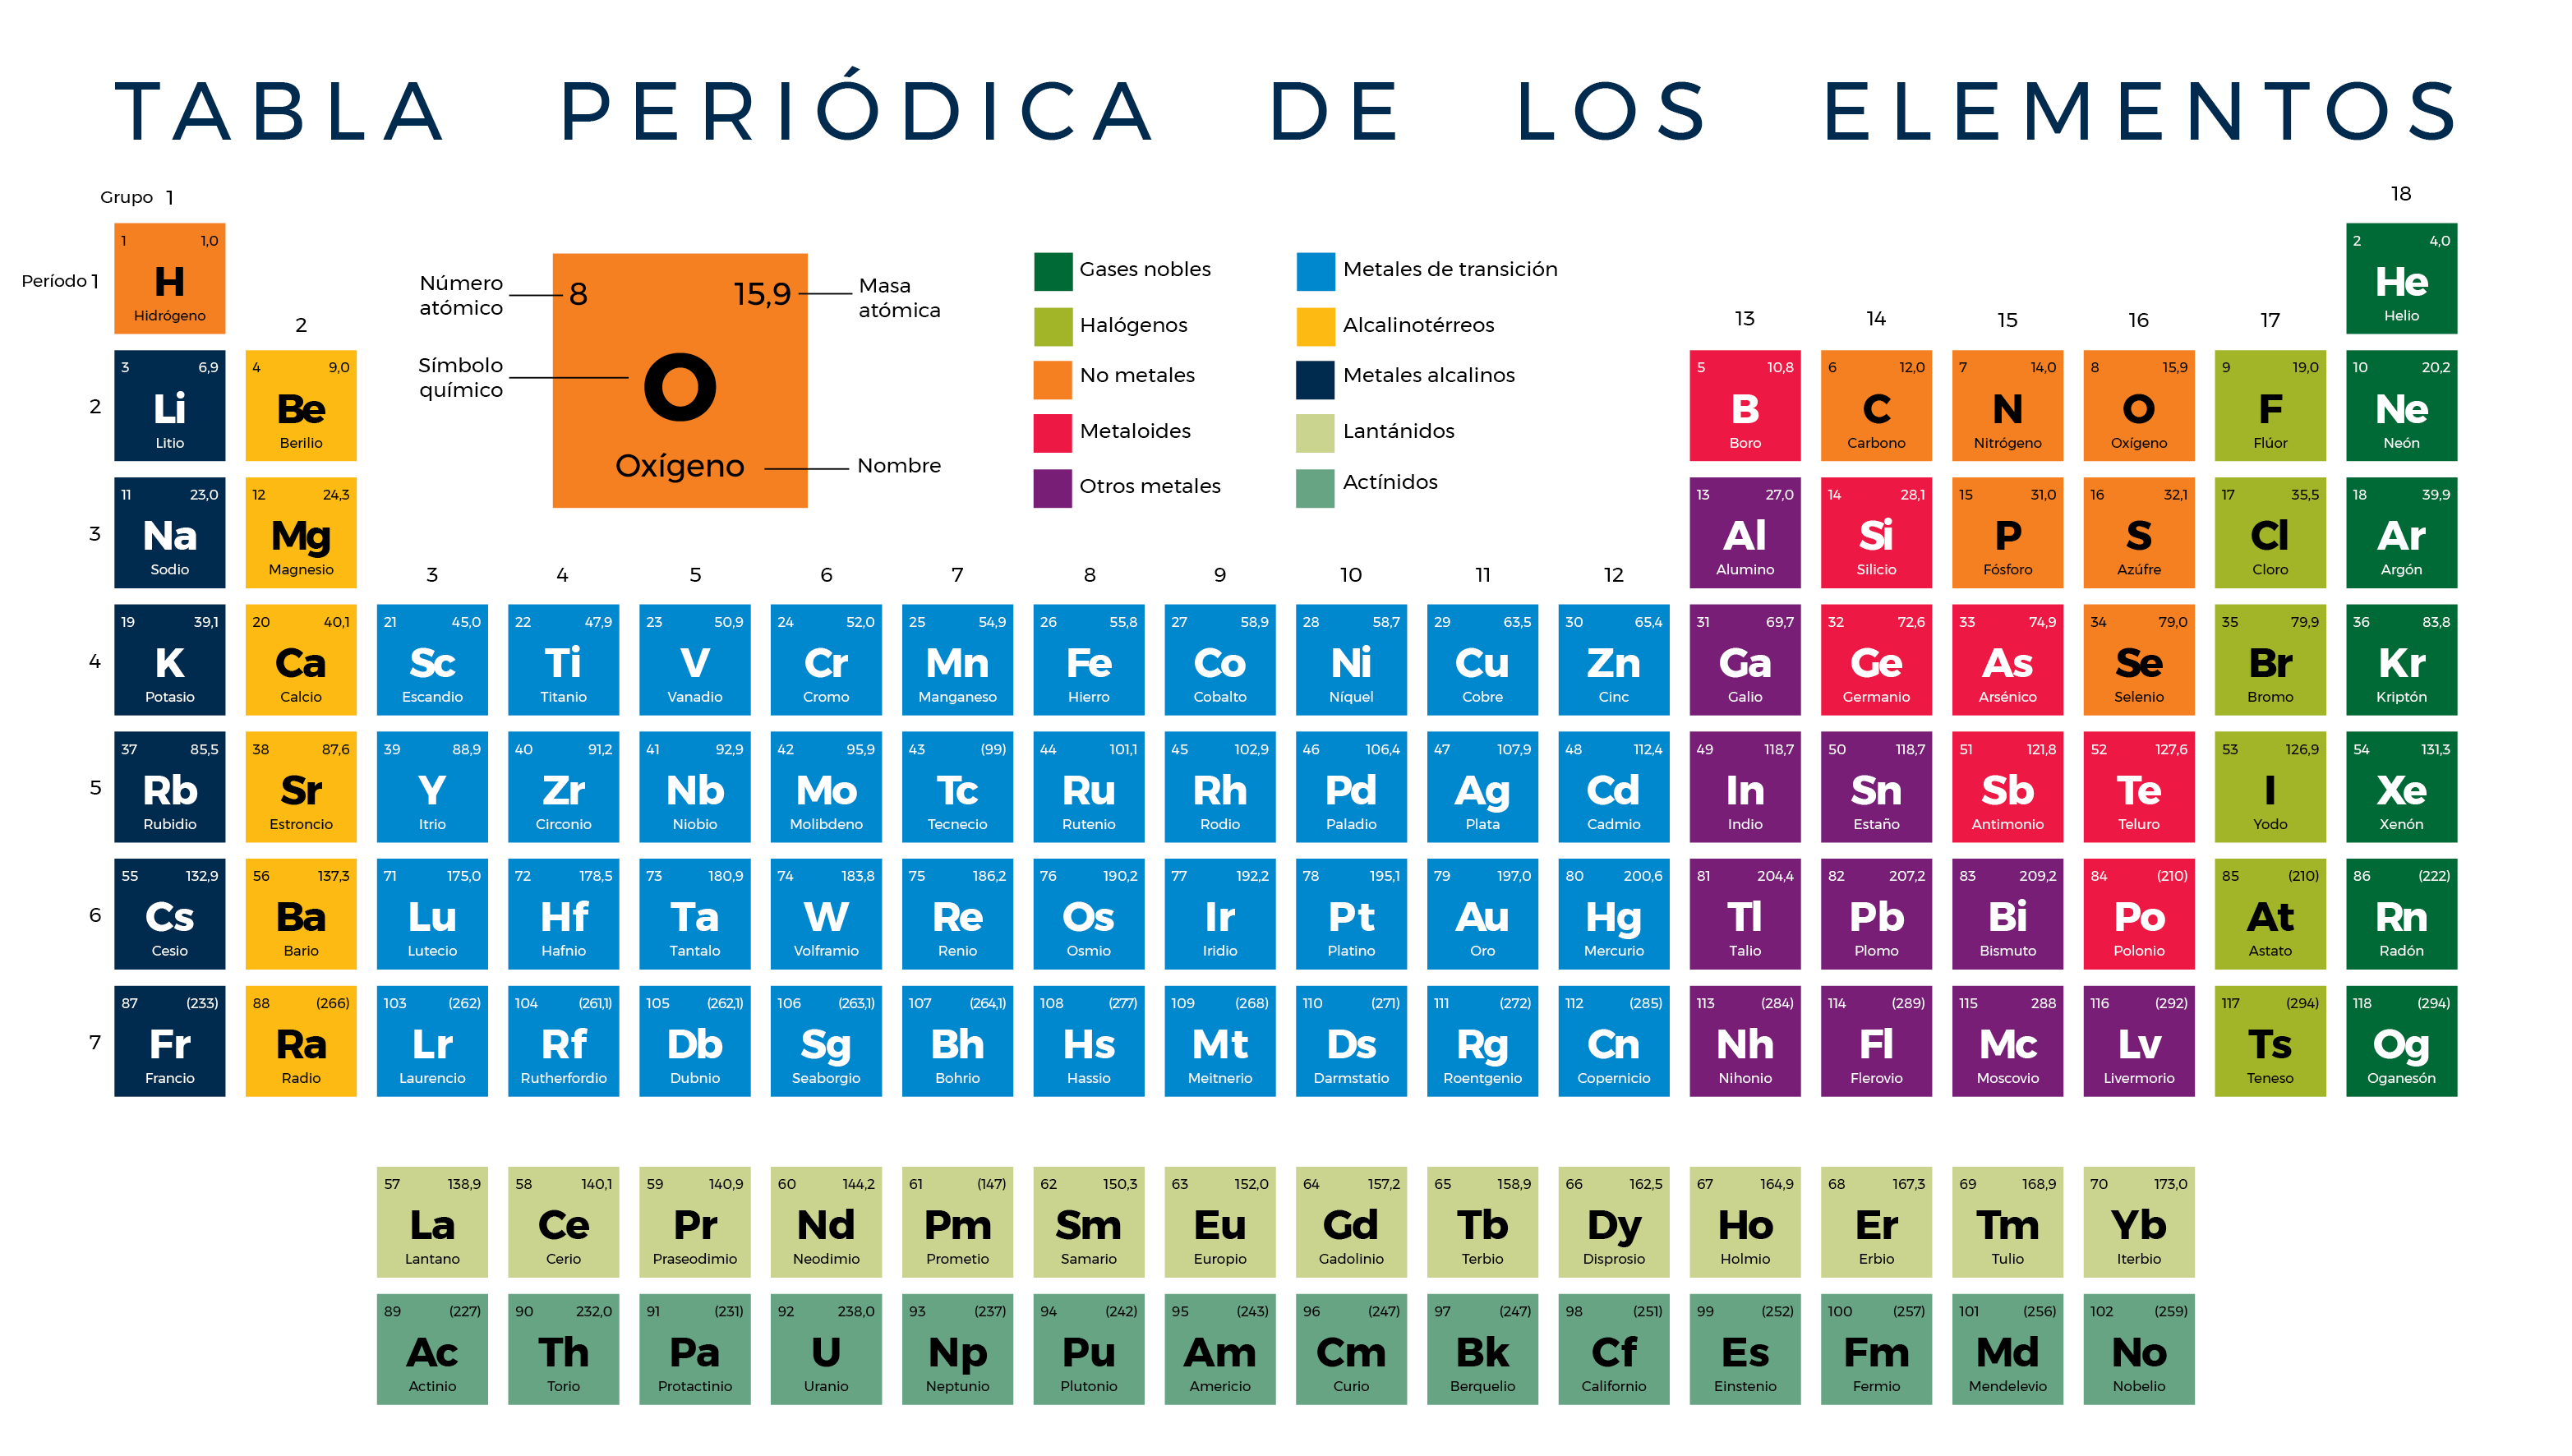 TABLA PERIÓDICA DE LOS ELEMENTOS
Grupo 1
18
1 1,0
H
Hidrógeno
2 4,0
He
Helio
Período 1
Número
atómico
8 15,9
Masa
atómica
Símbolo
químico
O
Oxígeno
Nombre
Gases nobles
Halógenos
No metales
Metaloides
Otros metales
Metales de transición
Alcalinotérreos
Metales alcalinos
Lantánidos
Actínidos
2
13 14 15 16 17
2
3 6,9 4 9,0 5 10,8 6 12,0 7 14,0 8 15,9 9 19,0 10 20,2
Li Be B C N O F Ne
Litio Berilio Boro Carbono Nitrógeno Oxígeno Flúor Neón
3
11 23,0 12 24,3 13 27,0 14 28,1 15 31,0 16 32,1 17 35,5 18 39,9
Na Mg Al Si P S Cl Ar
Sodio Magnesio Alumino Silicio Fósforo Azúfre Cloro Argón
3 4 5 6 7 8 9 10 11 12
4
19 39,1 20 40,1 21 45,0 22 47,9 23 50,9 24 52,0 25 54,9 26 55,8 27 58,9 28 58,7 29 63,5 30 65,4 31 69,7 32 72,6 33 74,9 34 79,0 35 79,9 36 83,8
K Ca Sc Ti V Cr Mn Fe Co Ni Cu Zn Ga Ge As Se Br Kr
Potasio Calcio Escandio Titanio Vanadio Cromo Manganeso Hierro Cobalto Níquel Cobre Cinc Galio Germanio Arsénico Selenio Bromo Kriptón
5
37 85,5 38 87,6 39 88,9 40 91,2 41 92,9 42 95,9 43 (99) 44 101,1 45 102,9 46 106,4 47 107,9 48 112,4 49 118,7 50 118,7 51 121,8 52 127,6 53 126,9 54 131,3
Rb Sr Y Zr Nb Mo Tc Ru Rh Pd Ag Cd In Sn Sb Te I Xe
Rubidio Estroncio Itrio Circonio Niobio Molibdeno Tecnecio Rutenio Rodio Paladio Plata Cadmio Indio Estaño Antimonio Teluro Yodo Xenón
6
55 132,9 56 137,3 71 175,0 72 178,5 73 180,9 74 183,8 75 186,2 76 190,2 77 192,2 78 195,1 79 197,0 80 200,6 81 204,4 82 207,2 83 209,2 84 (210) 85 (210) 86 (222)
Cs Ba Lu Hf Ta W Re Os Ir Pt Au Hg Tl Pb Bi Po At Rn
Cesio Bario Lutecio Hafnio Tantalo Volframio Renio Osmio Iridio Platino Oro Mercurio Talio Plomo Bismuto Polonio Astato Radón
7
87 (233) 88 (266) 103 (262) 104 (261,1) 105 (262,1) 106 (263,1) 107 (264,1) 108 (277) 109 (268) 110 (271) 111 (272) 112 (285) 113 (284) 114 (289) 115 288 116 (292) 117 (294) 118 (294)
Fr Ra Lr Rf Db Sg Bh Hs Mt Ds Rg Cn Nh Fl Mc Lv Ts Og
Francio Radio Laurencio Rutherfordio Dubnio Seaborgio Bohrio Hassio Meitnerio Darmstatio Roentgenio Copernicio Nihonio Flerovio Moscovio Livermorio Teneso Oganesón
57 138,9 58 140,1 59 140,9 60 144,2 61 (147) 62 150,3 63 152,0 64 157,2 65 158,9 66 162,5 67 164,9 68 167,3 69 168,9 70 173,0
La Ce Pr Nd Pm Sm Eu Gd Tb Dy Ho Er Tm Yb
Lantano Cerio Praseodimio Neodimio Prometio Samario Europio Gadolinio Terbio Disprosio Holmio Erbio Tulio Iterbio
89 (227) 90 232,0 91 (231) 92 238,0 93 (237) 94 (242) 95 (243) 96 (247) 97 (247) 98 (251) 99 (252) 100 (257) 101 (256) 102 (259)
Ac Th Pa U Np Pu Am Cm Bk Cf Es Fm Md No
Actinio Torio Protactinio Uranio Neptunio Plutonio Americio Curio Berquelio Californio Einstenio Fermio Mendelevio Nobelio